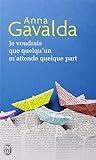 Anna
Gavalda
Je voudrais
que quelqu'un
m'attende quelque part